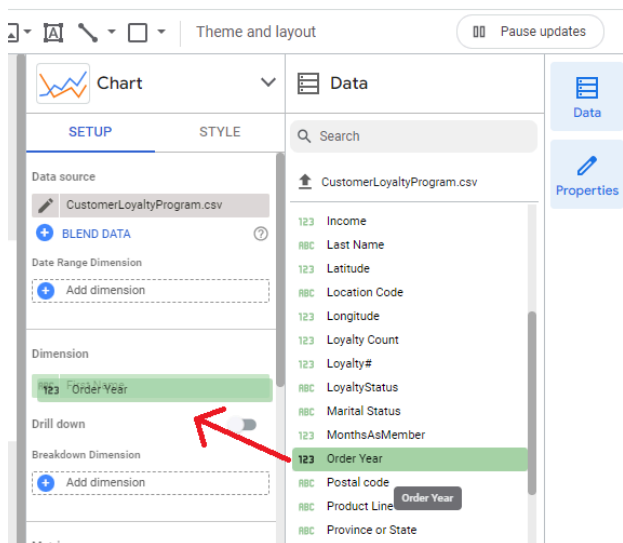 Theme and layout
Pause updates
Chart
SETUP
STYLE
Data source
CustomerLoyaltyProgram.csv
BLEND DATA
Date Range Dimension
Add dimension
Dimension
123 Order Year
Drill down
Breakdown Dimension
Add dimension
Data
Search
CustomerLoyaltyProgram.csv
123 Income
ABC Last Name
123 Latitude
ABC Location Code
123 Longitude
123 Loyalty Count
123 Loyalty#
ABC LoyaltyStatus
ABC Marital Status
123 MonthsAsMember
123 Order Year
ABC Postal code
Order Year
ABC Product Line
ABC Province or State
Data
Properties